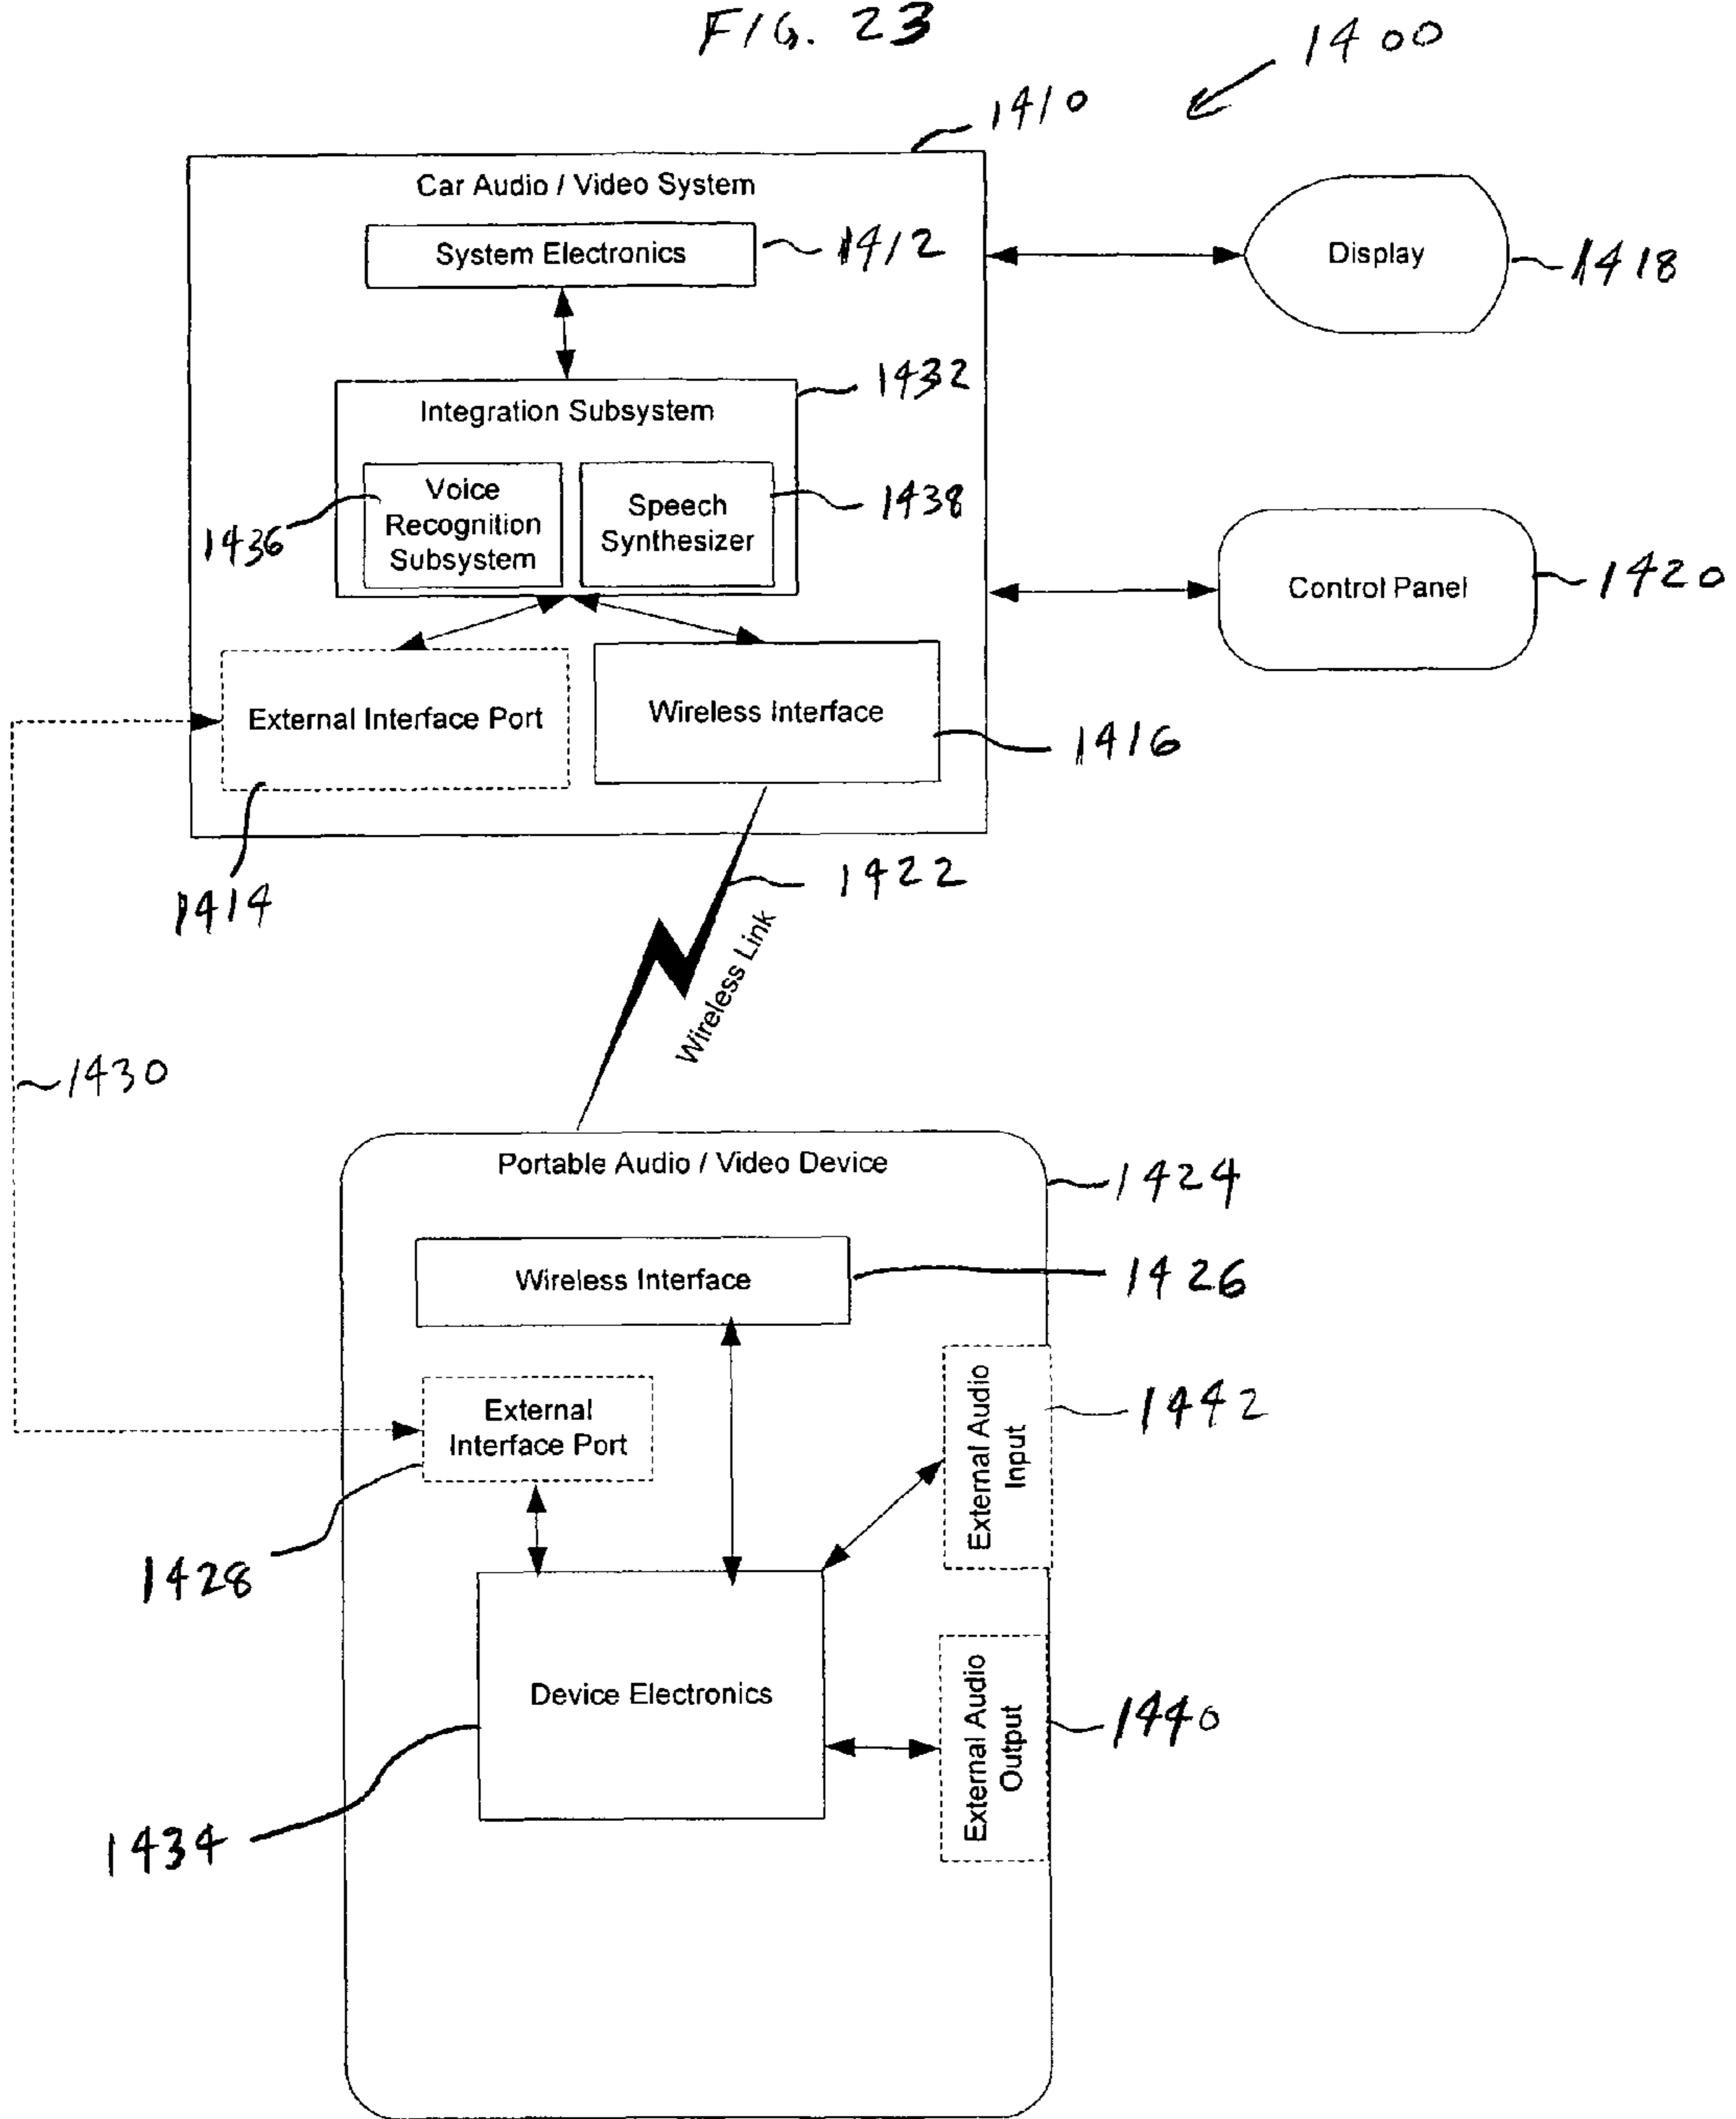 FIG. 23
1400
1410
Car Audio / Video System
System Electronics
1412
Display
1418
1432
Integration Subsystem
Voice
Recognition
Subsystem
1436
Speech
Synthesizer
1438
Control Panel
1420
External Interface Port
Wireless Interface
1416
1414
1422
Wireless Link
1430
Portable Audio / Video Device
1424
Wireless Interface
1426
External
Interface Port
External Audio
Input
1442
1428
Device Electronics
External Audio
Output
1440
1434